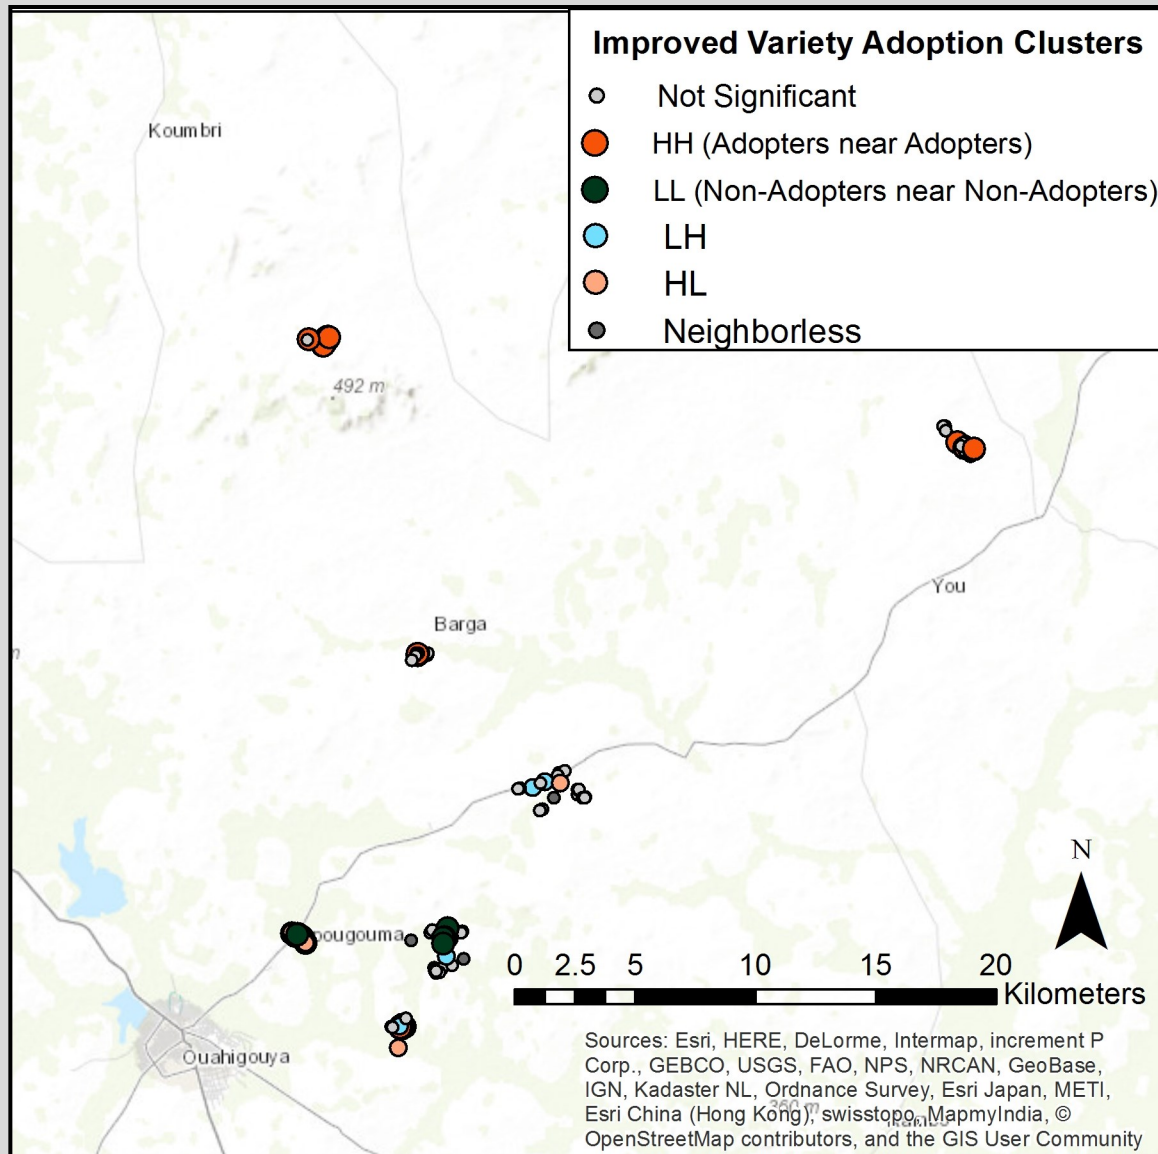 Improved Variety Adoption Clusters
Not Significant
HH (Adopters near Adopters)
LL (Non-Adopters near Non-Adopters)
LH
HL
Neighborless
Koumbri
492 m
You
Barga
pougouma
Ouahigouya
N
0 2.5 5 10 15 20
Kilometers
Sources: Esri, HERE, DeLorme, Intermap, increment P
Corp., GEBCO, USGS, FAO, NPS, NRCAN, GeoBase,
IGN, Kadaster NL, Ordnance Survey, Esri Japan, METI,
Esri China (Hong Kong), swisstopo, MapmyIndia, ©
OpenStreetMap contributors, and the GIS User Community
360 m